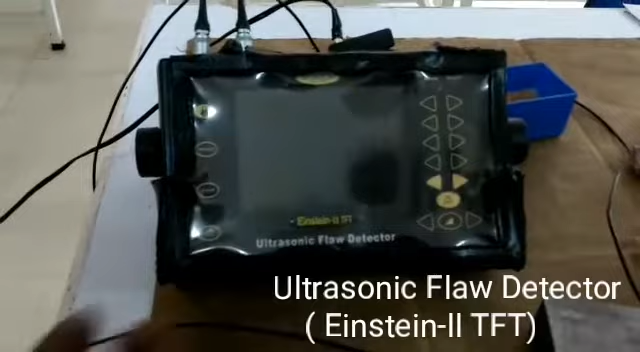 Einstein-II TFT
Ultrasonic Flaw Detector
Ultrasonic Flaw Detector
( Einstein-II TFT)